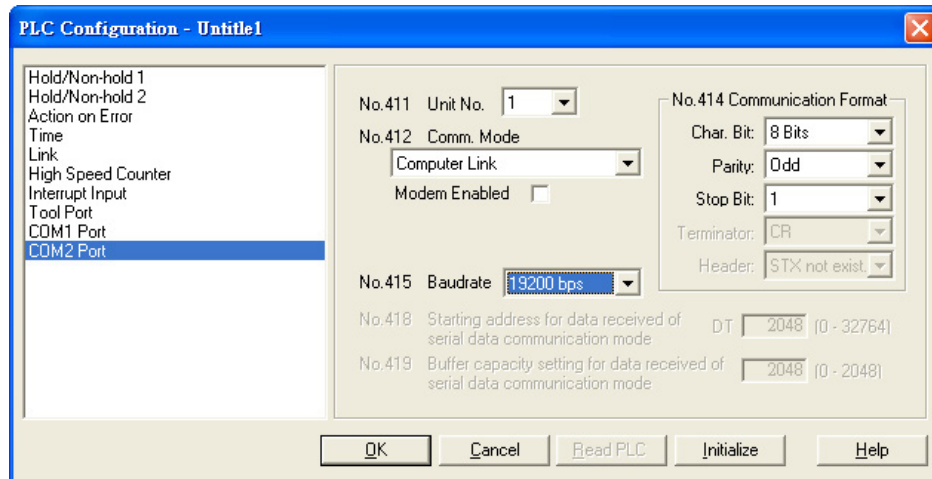 PLC Configuration - Untitle1
Hold/Non-hold 1
Hold/Non-hold 2
Action on Error
Time
Link
High Speed Counter
Interrupt Input
Tool Port
COM1 Port
COM2 Port
No.411 Unit No. 1
No.412 Comm. Mode
Computer Link
Modem Enabled
No.414 Communication Format
Char. Bit: 8 Bits
Parity: Odd
Stop Bit: 1
Terminator: CR
Header: STX not exist.
No.415 Baudrate 19200 bps
No.418 Starting address for data received of
serial data communication mode
DT 2048 (0 - 32764)
No.419 Buffer capacity setting for data received of
serial data communication mode
2048 (0 - 2048)
OK Cancel Read PLC Initialize Help